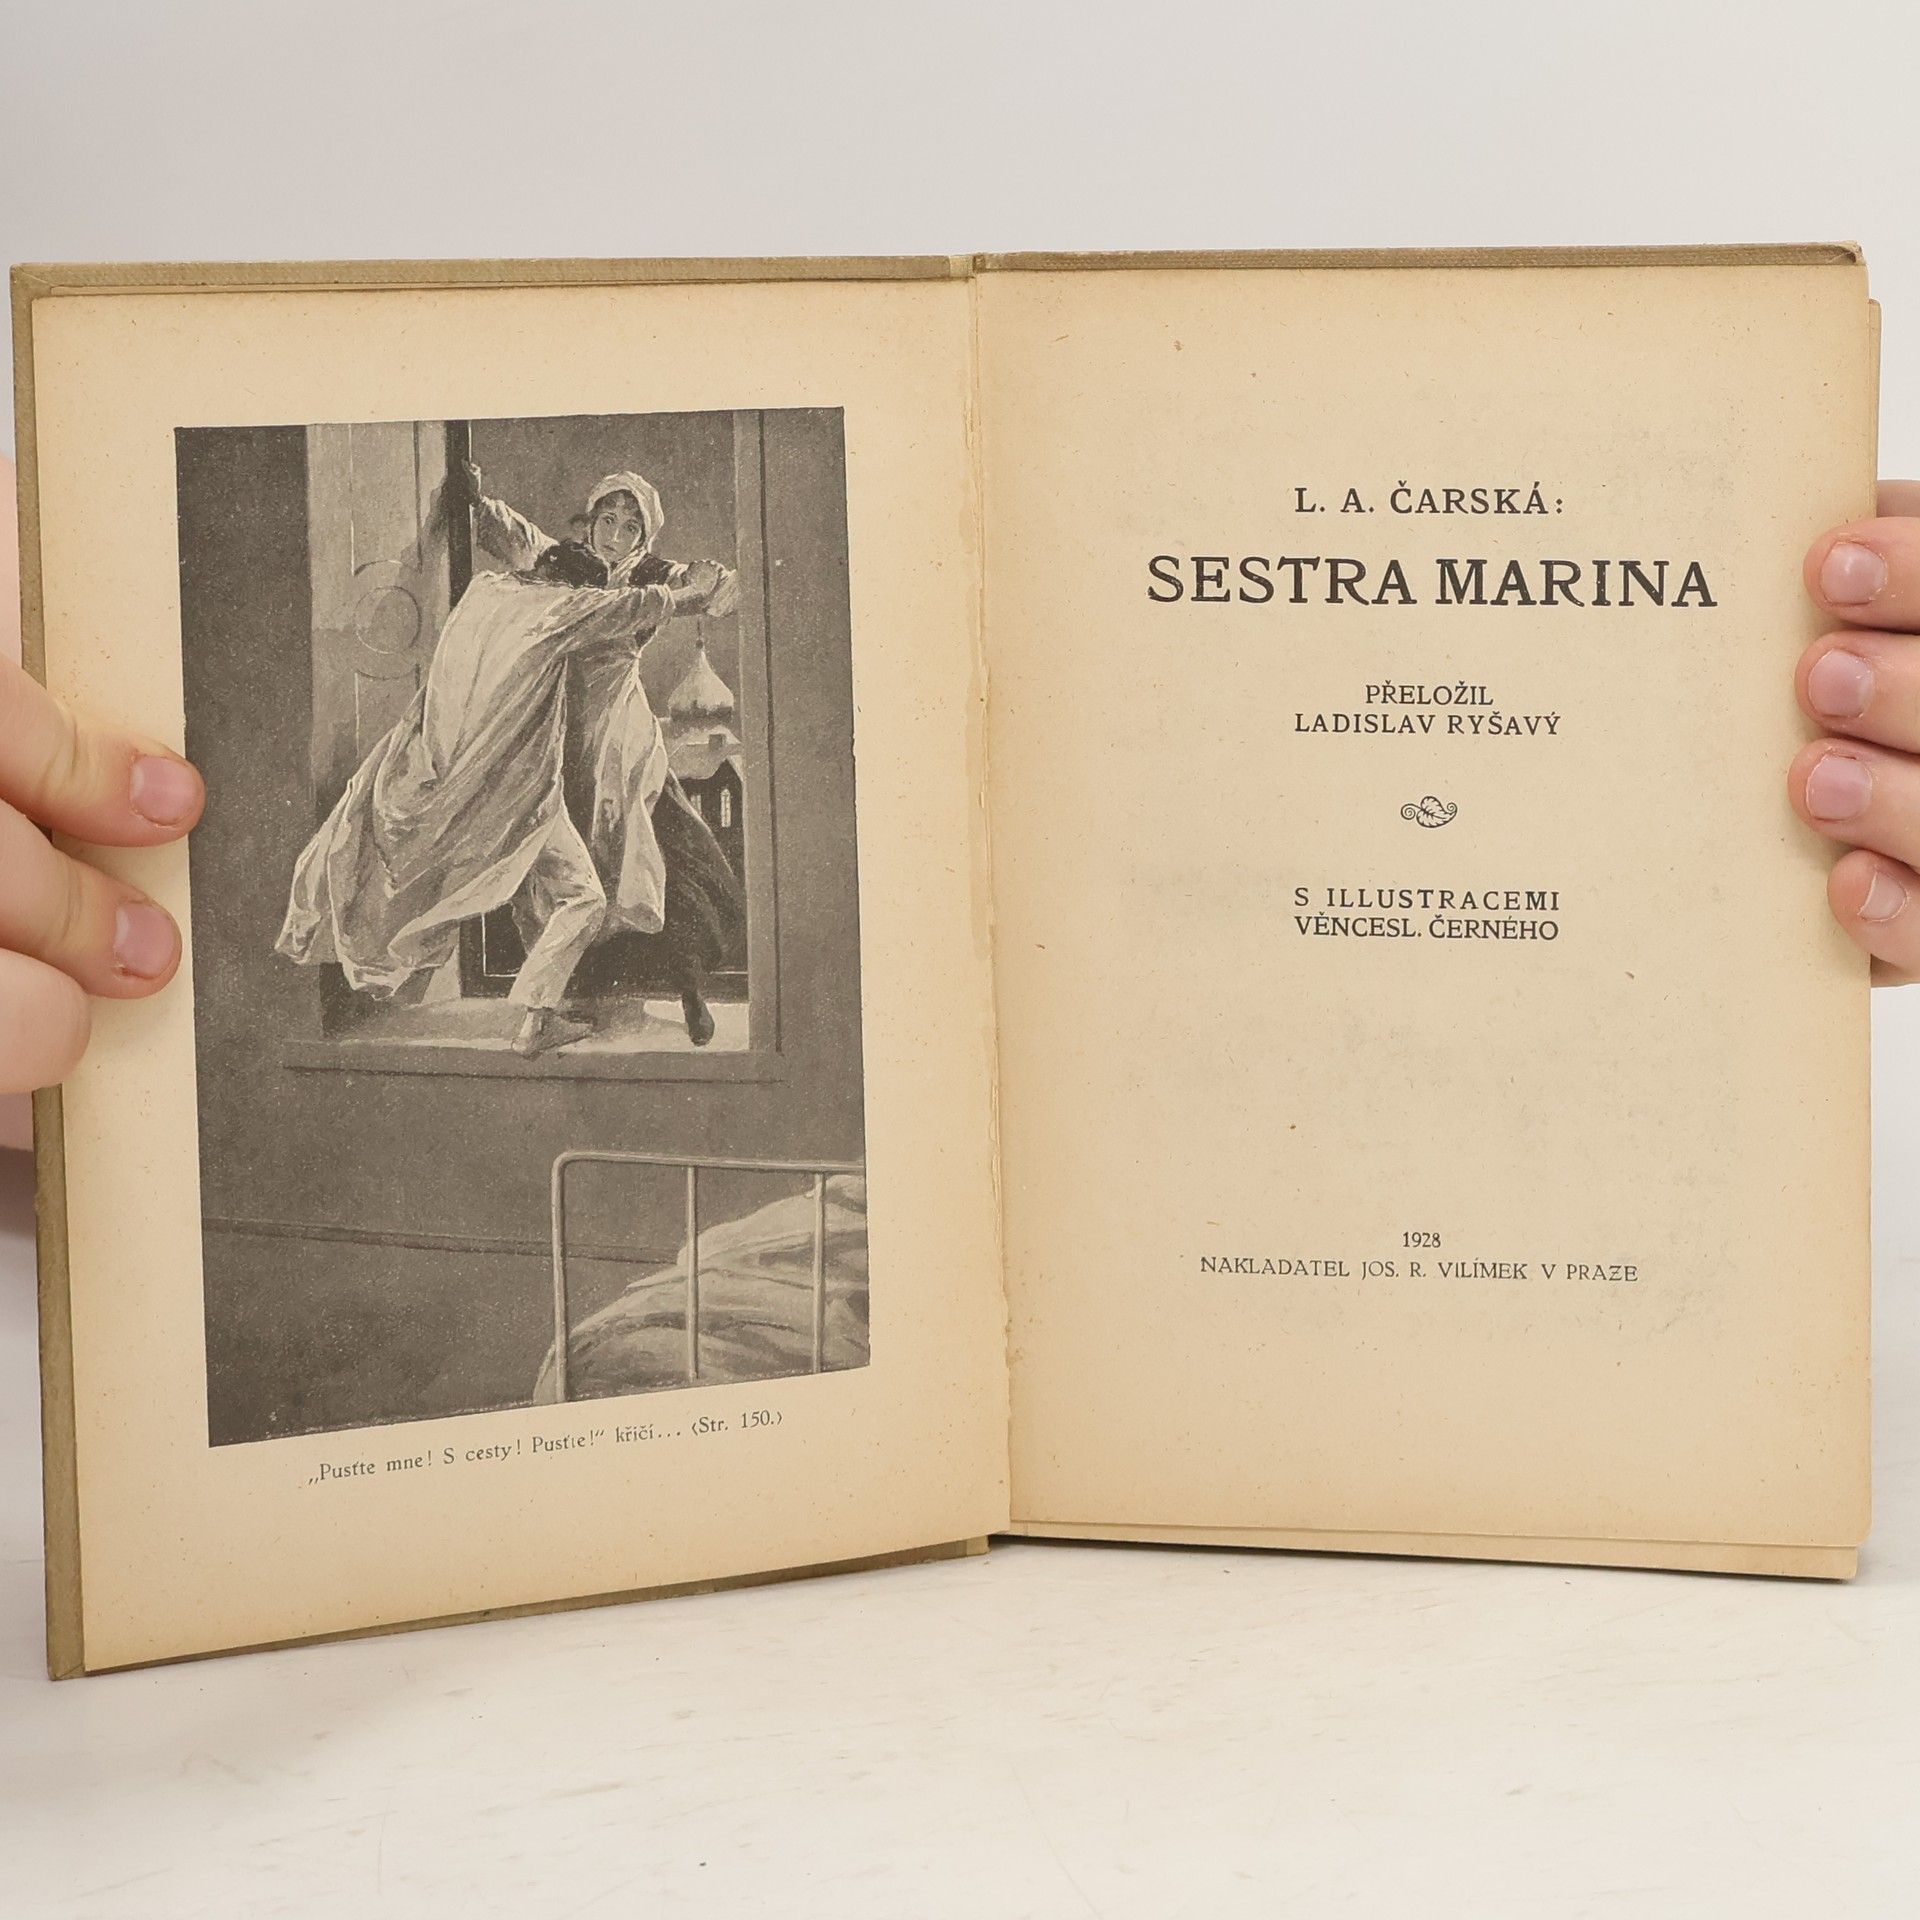 „Pusťte mne! S cesty! Pusťte!“ křičí... (Str. 150.)
L. A. ČARSKÁ:
SESTRA MARINA
PŘELOŽIL
LADISLAV RYŠAVÝ
S ILLUSTRACEMI
VĚNCESL. ČERNÉHO
1928
NAKLADATEL JOS. R. VILÍMEK V PRAZE